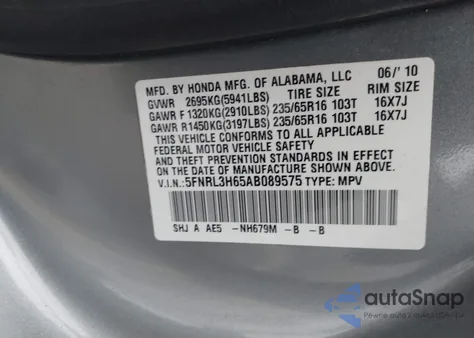 MFD. BY HONDA MFG. OF ALABAMA, LLC 06/'10
GVWR 2695KG(5941LBS) TIRE SIZE RIM SIZE
GAWR F 1320KG(2910LBS) 235/65R16 103T 16X7J
GAWR R1450KG(3197LBS) 235/65R16 103T 16X7J
THIS VEHICLE CONFORMS TO ALL APPLICABLE
FEDERAL MOTOR VEHICLE SAFETY
AND THEFT PREVENTION STANDARDS IN EFFECT ON
THE DATE OF MANUFACTURE SHOWN ABOVE.
V.I.N: 5FNRL3H65AB089575 TYPE: MPV
SHJ A AE5 -NH679M -B -B
autoSnap
Pewne auta z